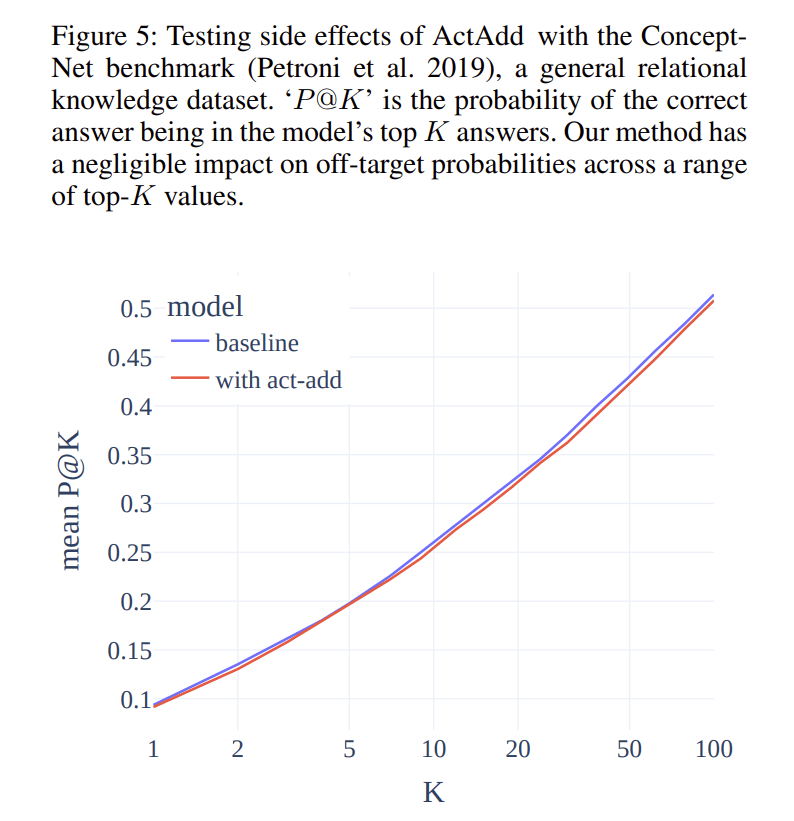 Figure 5: Testing side effects of ActAdd with the Concept-
Net benchmark (Petroni et al. 2019), a general relational
knowledge dataset. ‘P@K’ is the probability of the correct
answer being in the model’s top K answers. Our method has
a negligible impact on off-target probabilities across a range
of top-K values.
model
baseline
with act-add
mean P@K
0.5
0.45
0.4
0.35
0.3
0.25
0.2
0.15
0.1
1 2 5 10 20 50 100
K